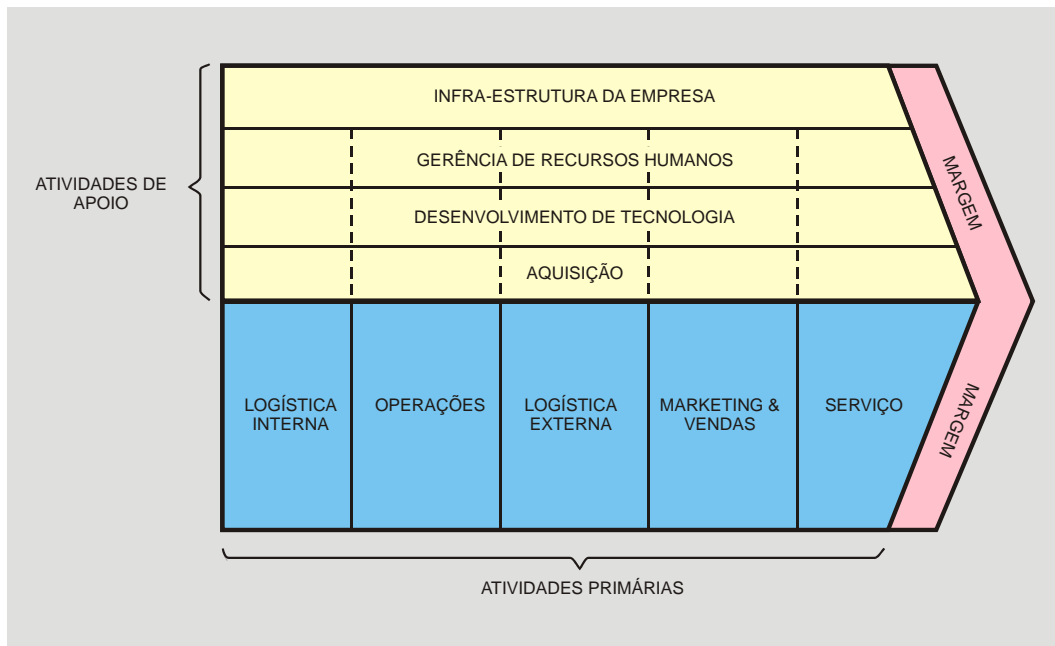 INFRA-ESTRUTURA DA EMPRESA
GERÊNCIA DE RECURSOS HUMANOS
ATIVIDADES DE
APOIO
DESENVOLVIMENTO DE TECNOLOGIA
AQUISIÇÃO
MARGEM
LOGÍSTICA
INTERNA
OPERAÇÕES
LOGÍSTICA
EXTERNA
MARKETING &
VENDAS
SERVIÇO
MARGEM
ATIVIDADES PRIMÁRIAS